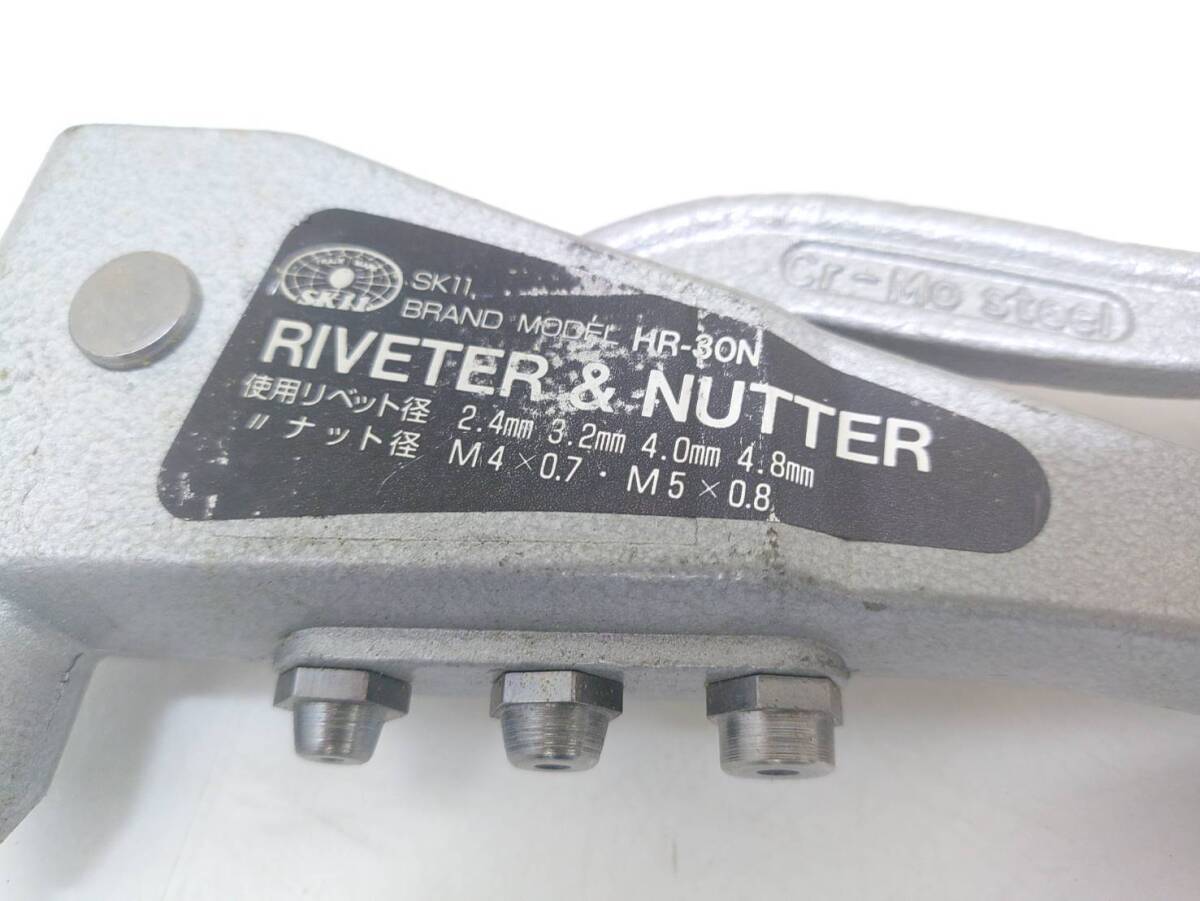 SK11
SK11
BRAND MODEL HR-30N
RIVETER & NUTTER
使用リベット径 2.4mm 3.2mm 4.0mm 4.8mm
〃 ナット径 M4×0.7・M5×0.8
Cr-Mo Steel